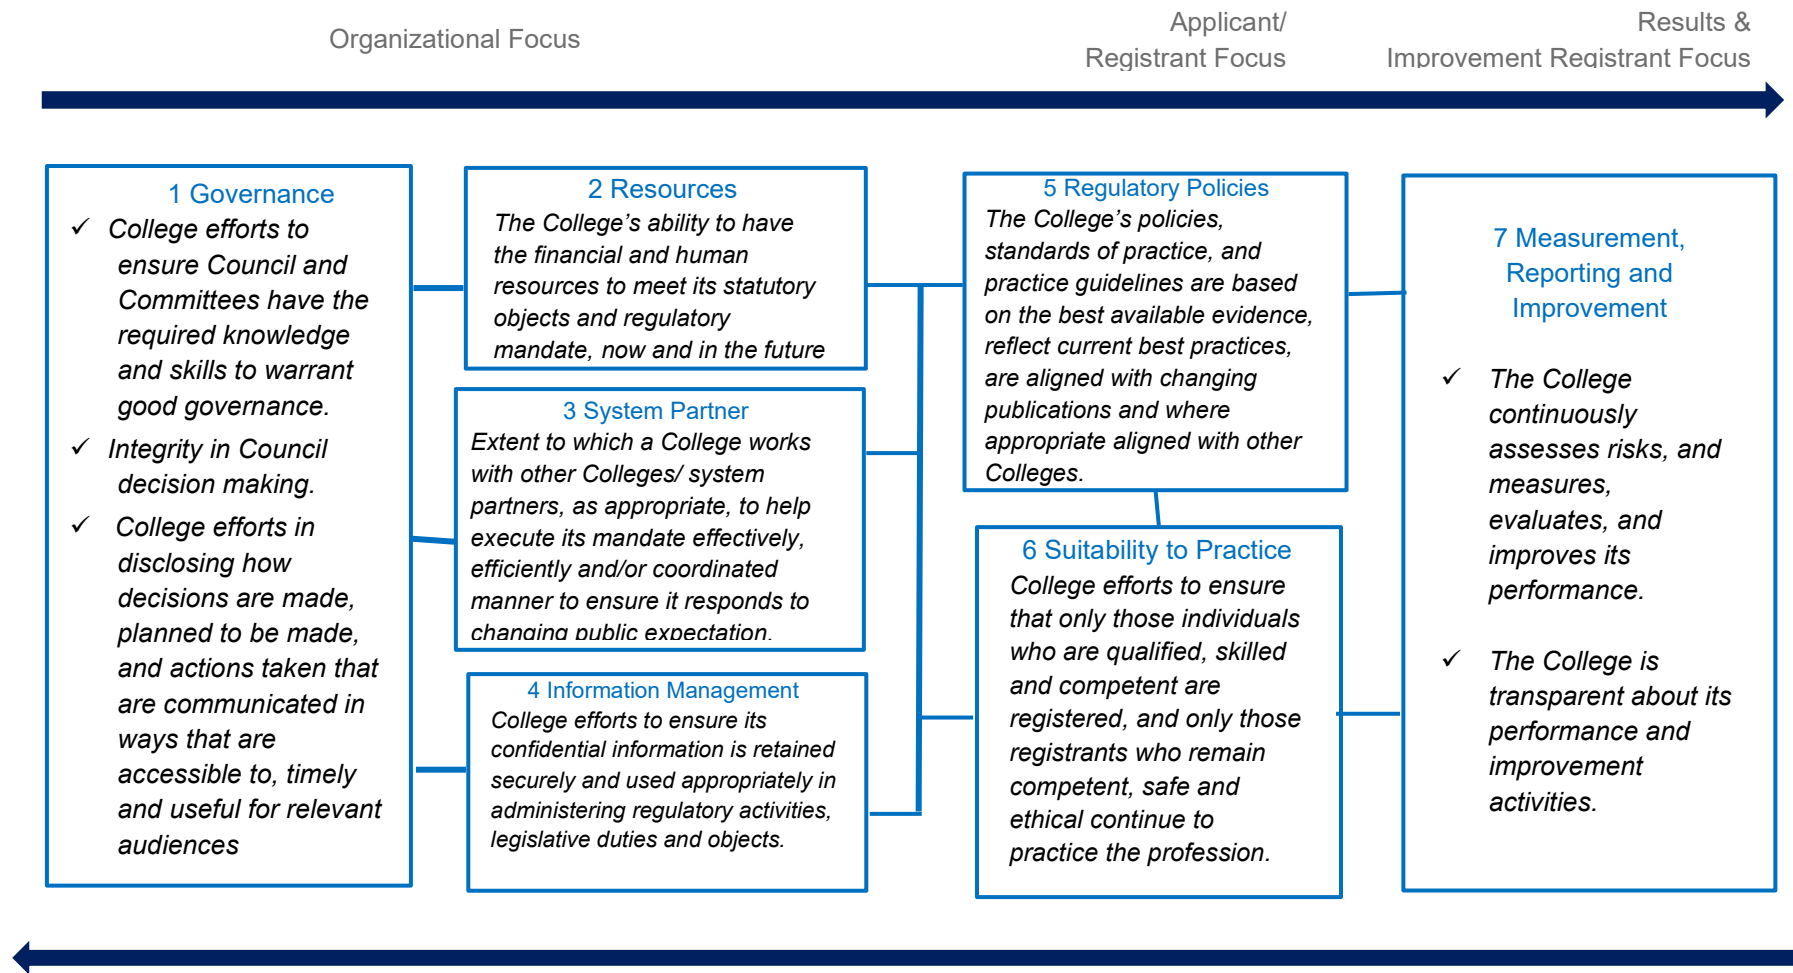 Organizational Focus
Applicant/
Registrant Focus
Results &
Improvement Registrant Focus
1 Governance
✓ College efforts to
ensure Council and
Committees have the
required knowledge
and skills to warrant
good governance.
✓ Integrity in Council
decision making.
✓ College efforts in
disclosing how
decisions are made,
planned to be made,
and actions taken that
are communicated in
ways that are
accessible to, timely
and useful for relevant
audiences
2 Resources
The College’s ability to have
the financial and human
resources to meet its statutory
objects and regulatory
mandate, now and in the future
3 System Partner
Extent to which a College works
with other Colleges/ system
partners, as appropriate, to help
execute its mandate effectively,
efficiently and/or coordinated
manner to ensure it responds to
changing public expectation.
4 Information Management
College efforts to ensure its
confidential information is retained
securely and used appropriately in
administering regulatory activities,
legislative duties and objects.
5 Regulatory Policies
The College’s policies,
standards of practice, and
practice guidelines are based
on the best available evidence,
reflect current best practices,
are aligned with changing
publications and where
appropriate aligned with other
Colleges.
6 Suitability to Practice
College efforts to ensure
that only those individuals
who are qualified, skilled
and competent are
registered, and only those
registrants who remain
competent, safe and
ethical continue to
practice the profession.
7 Measurement,
Reporting and
Improvement
✓ The College
continuously
assesses risks, and
measures,
evaluates, and
improves its
performance.
✓ The College is
transparent about its
performance and
improvement
activities.